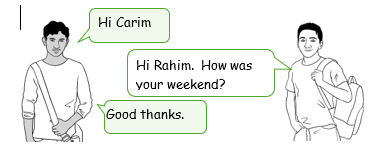 Hi Carim
Hi Rahim. How was
your weekend?
Good thanks.